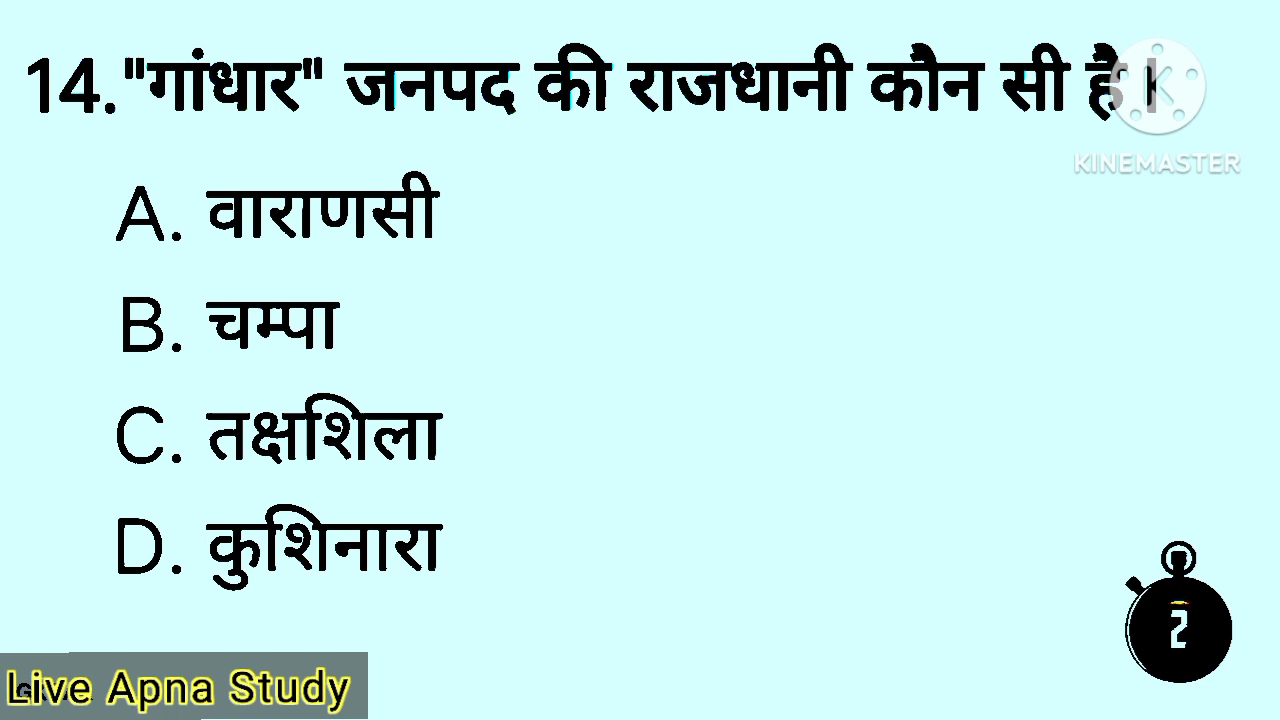 14."गांधार" जनपद की राजधानी कौन सी है
KINEMASTER
A. वाराणसी
B. चम्पा
C. तक्षशिला
D. कुशिनारा
2
Live Apna Study